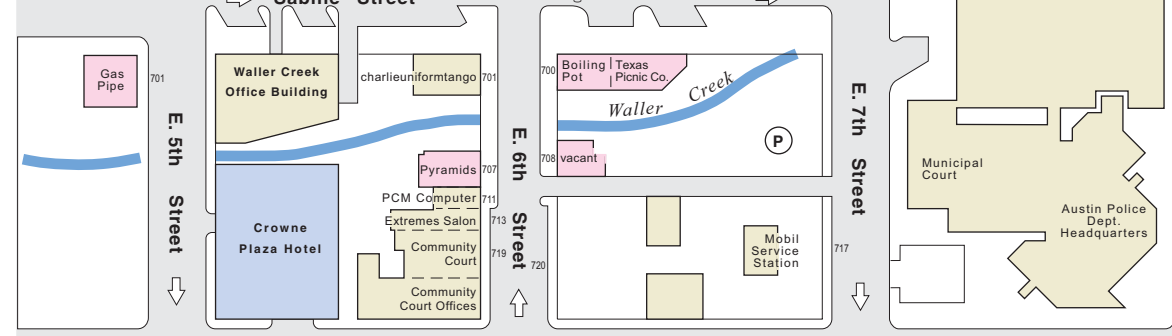 Sabine Street
Gas
Pipe
701
E. 5th
Street
Waller Creek
Office Building
charlieuniformtango
701
Crowne
Plaza Hotel
Pyramids
707
PCM Computer
711
Extremes Salon
713
Community
Court
719
Community
Court Offices
E. 6th
Street
700
Boiling
Pot
Texas
Picnic Co.
Waller Creek
P
708
vacant
720
Mobil
Service
Station
717
E. 7th
Street
Municipal
Court
Austin Police
Dept.
Headquarters